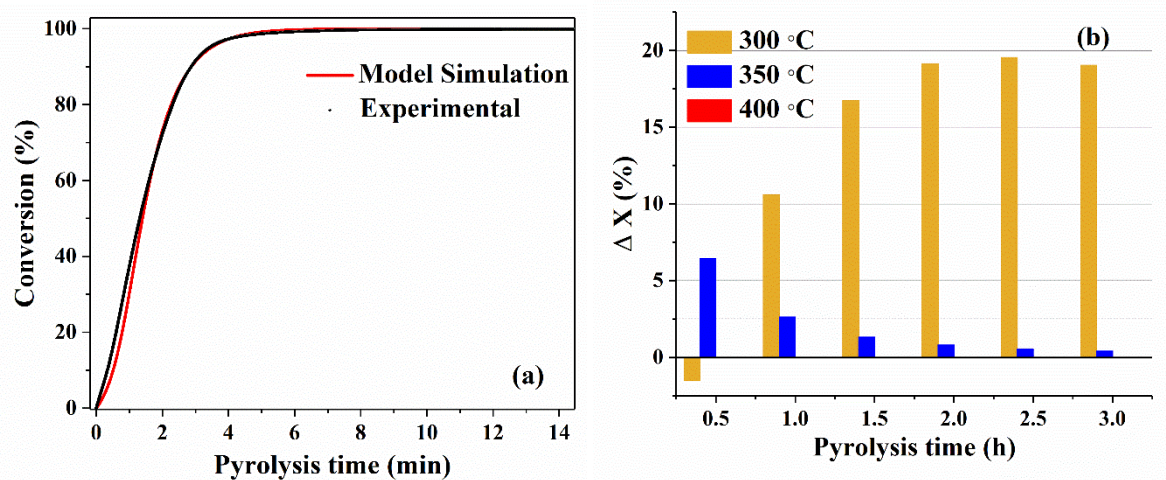 100
80
60
40
20
0
Conversion (%)
Model Simulation
Experimental
(a)
0 2 4 6 8 10 12 14
Pyrolysis time (min)
20
15
10
5
0
Δ X (%)
300 °C
350 °C
400 °C
(b)
0.5 1.0 1.5 2.0 2.5 3.0
Pyrolysis time (h)